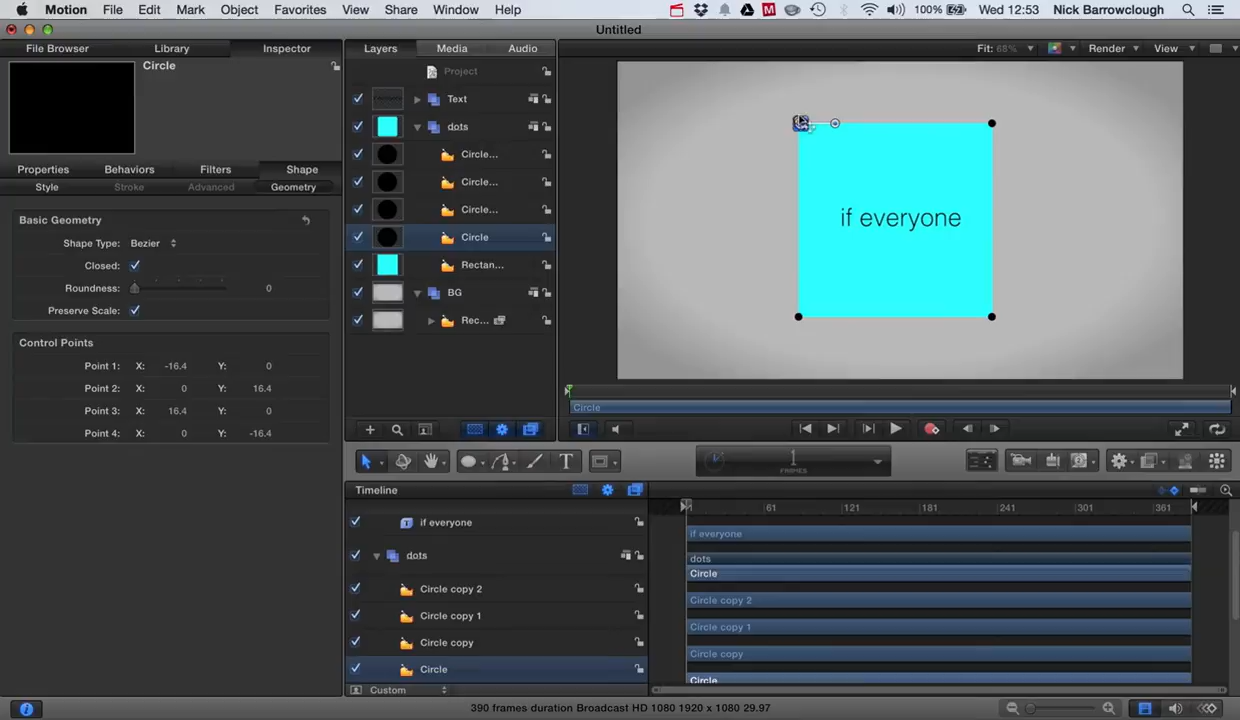 Motion File Edit Mark Object Favorites View Share Window Help 100% Wed 12:53 Nick Barrowclough
Untitled
File Browser Library Inspector Layers Media Audio Fit: 68% Render View
Circle
Project
Text
dots
Circle...
Circle...
Circle...
Circle
Rectan...
BG
Rec...
Properties Behaviors Filters Shape
Style Stroke Advanced Geometry
Basic Geometry
Shape Type: Bezier
Closed:
Roundness: 0
Preserve Scale:
Control Points
Point 1: X: -16.4 Y: 0
Point 2: X: 0 Y: 16.4
Point 3: X: 16.4 Y: 0
Point 4: X: 0 Y: -16.4
if everyone
Circle
1
FRAMES
T
Timeline
1 61 121 181 241 301 361
if everyone if everyone
dots dots
Circle
Circle copy 2 Circle copy 2
Circle copy 1 Circle copy 1
Circle copy Circle copy
Circle Circle
Custom
390 frames duration Broadcast HD 1080 1920 x 1080 29.97